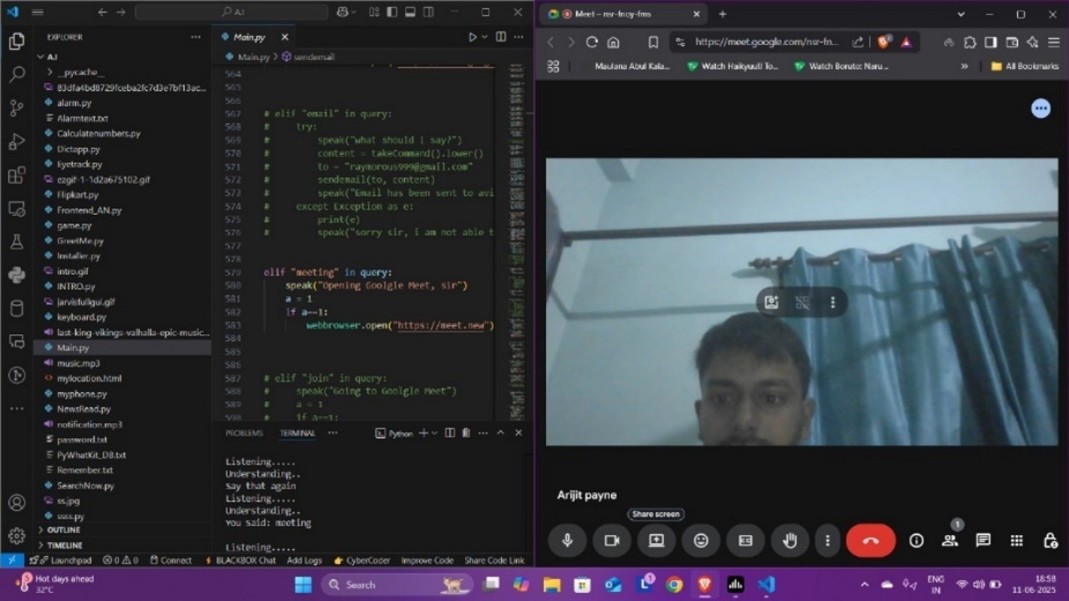 A.I
EXPLORER
A.I
__pycache__
alarm.py
Alarmtext.txt
Calculatenumbers.py
Dictapp.py
Eyetrack.py
ezgif-1-1d2a675102.gif
Flipkart.py
Frontend_AN.py
game.py
GreetMe.py
Installer.py
intro.gif
INTRO.py
jarvisfullgui.gif
keyboard.py
last-king-vikings-valhalla-epic-music...
Main.py
music.mp3
mylocation.html
myphone.py
NewsRead.py
notification.mp3
password.txt
PyWhatKit_DB.txt
Remember.txt
SearchNow.py
ss.jpg
OUTLINE
TIMELINE
Main.py
Main.py > sendemail
564
565
566
567 # elif "email" in query:
568 # try:
569 # speak("what should i say?")
570 # content = takeCommand().lower()
571 # to = "raymorous999@gmail.com"
572 # sendemail(to, content)
573 # speak("Email has been sent to avi
574 # except Exception as e:
575 # print(e)
576 # speak("sorry sir, i am not able t
577
578
579 elif "meeting" in query:
580 speak("Opening Goolgle Meet, sir")
581 a = 1
582 if a==1:
583 webbrowser.open("https://meet.new")
584
585
586
587 # elif "join" in query:
588 # speak("Going to Goolgle Meet")
589 # a = 1
590 # if a==1:
PROBLEMS TERMINAL ... Python
Listening.....
Understanding..
Say that again
Listening.....
Understanding..
You said: meeting
Listening.....
Launchpad 0 0 Connect BLACKBOX Chat Add Logs CyberCoder Improve Code Share Code Link
Meet – nsr-fnqy-fms
https://meet.google.com/nsr-fn...
Maulana Abul Kala... Watch Haikyuu!! To... Watch Boruto: Naru... » All Bookmarks
Arijit payne
Share screen
1
Hot days ahead
32°C
Search
1
ENG
IN
18:58
11-06-2025